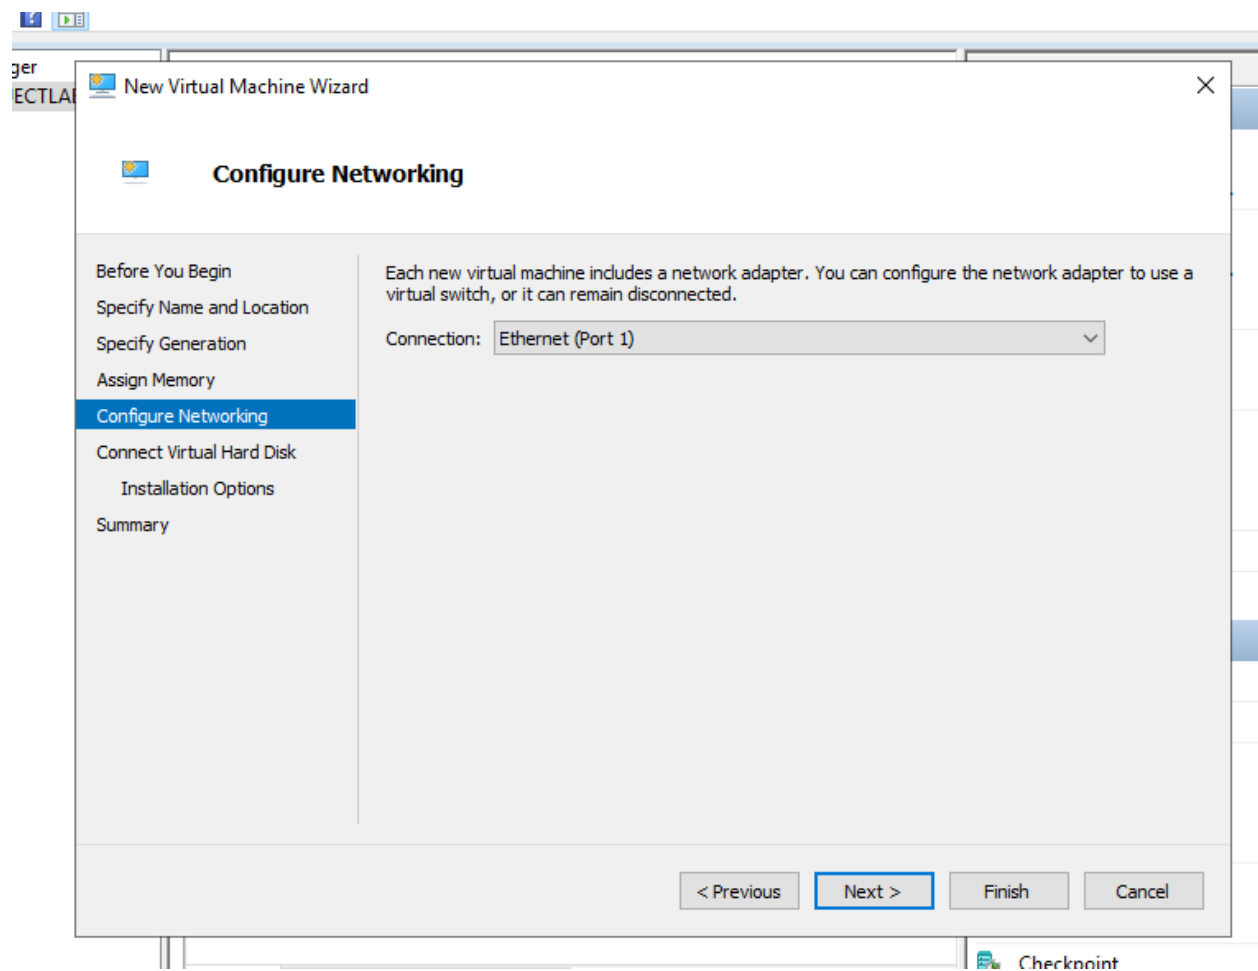 ger
ECTLAB
New Virtual Machine Wizard
Configure Networking
Before You Begin
Specify Name and Location
Specify Generation
Assign Memory
Configure Networking
Connect Virtual Hard Disk
Installation Options
Summary
Each new virtual machine includes a network adapter. You can configure the network adapter to use a
virtual switch, or it can remain disconnected.
Connection: Ethernet (Port 1)
< Previous
Next >
Finish
Cancel
Checkpoint